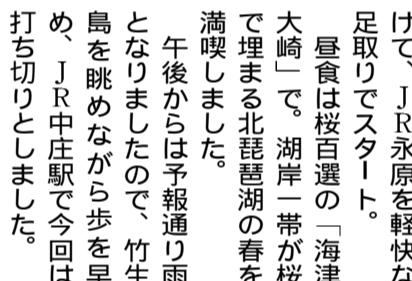 けて、ＪＲ永原を軽快な
足取りでスタート。
　昼食は桜百選の「海津
大崎」で。湖岸一帯が桜
で埋まる北琵琶湖の春を
満喫しました。
　午後からは予報通り雨
となりましたので、竹生
島を眺めながら歩を早
め、ＪＲ中庄駅で今回は
打ち切りとしました。